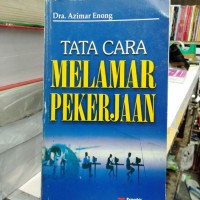 Dra. Azimar Enong
TATA CARA
MELAMAR
PEKERJAAN